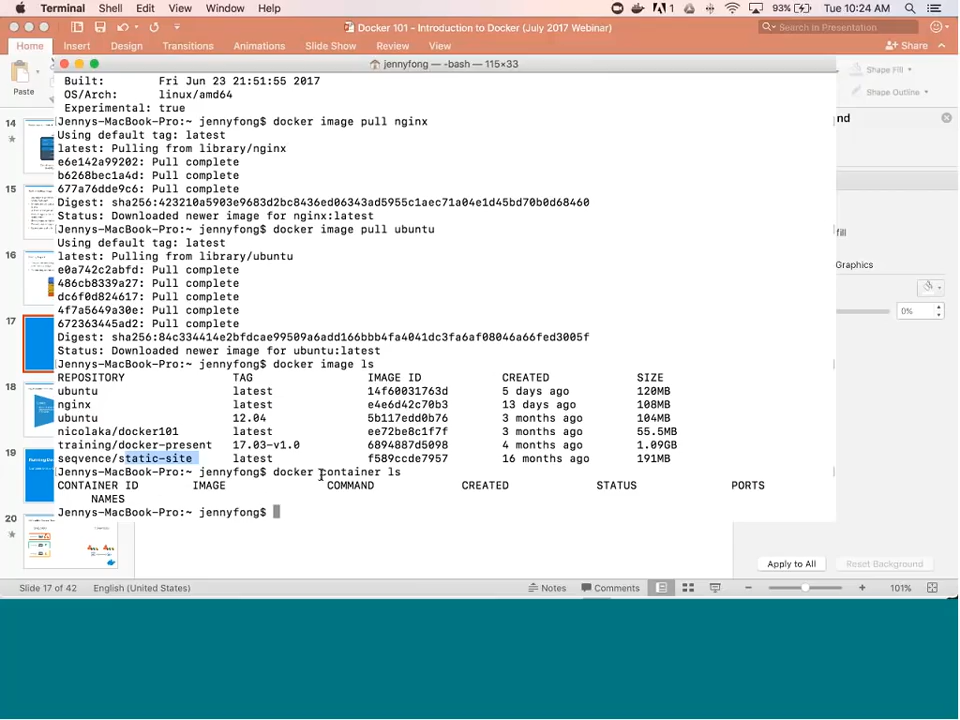 Terminal Shell Edit View Window Help 1 93% Tue 10:24 AM
Docker 101 - Introduction to Docker (July 2017 Webinar) Search in Presentation
Home Insert Design Transitions Animations Slide Show Review View Share
jennyfong — -bash — 115×33
Paste Shape Fill
Shape Outline
Built: Fri Jun 23 21:51:55 2017
OS/Arch: linux/amd64
Experimental: true
Jennys-MacBook-Pro:~ jennyfong$ docker image pull nginx
Using default tag: latest
latest: Pulling from library/nginx
e6e142a99202: Pull complete
b6268bec1a4d: Pull complete
677a76dde9c6: Pull complete
Digest: sha256:423210a5903e9683d2bc8436ed06343ad5955c1aec71a04e1d45bd70b0d68460
Status: Downloaded newer image for nginx:latest
Jennys-MacBook-Pro:~ jennyfong$ docker image pull ubuntu
Using default tag: latest
latest: Pulling from library/ubuntu
e0a742c2abfd: Pull complete
486cb8339a27: Pull complete
dc6f0d824617: Pull complete
4f7a5649a30e: Pull complete
672363445ad2: Pull complete
Digest: sha256:84c334414e2bfdcae99509a6add166bbb4fa4041dc3fa6af08046a66fed3005f
Status: Downloaded newer image for ubuntu:latest
Jennys-MacBook-Pro:~ jennyfong$ docker image ls
REPOSITORY TAG IMAGE ID CREATED SIZE
ubuntu latest 14f60031763d 5 days ago 120MB
nginx latest e4e6d42c70b3 13 days ago 108MB
ubuntu 12.04 5b117edd0b76 3 months ago 104MB
nicolaka/docker101 latest ee72be8c1f7f 3 months ago 55.5MB
training/docker-present 17.03-v1.0 6894887d5098 4 months ago 1.09GB
seqvence/static-site latest f589ccde7957 16 months ago 191MB
Jennys-MacBook-Pro:~ jennyfong$ docker container ls
CONTAINER ID IMAGE COMMAND CREATED STATUS PORTS
NAMES
Jennys-MacBook-Pro:~ jennyfong$
14
15
16
17
18
19
20
nd
fill
Graphics
0%
Apply to All Reset Background
Slide 17 of 42 English (United States) Notes Comments 101%